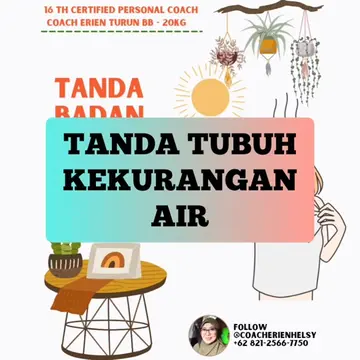 16 TH CERTIFIED PERSONAL COACH
COACH ERIEN TURUN BB - 20KG
TANDA
BADAN
TANDA TUBUH
KEKURANGAN
AIR
FOLLOW
@COACHERIENHELSY
+62 821-2566-7750